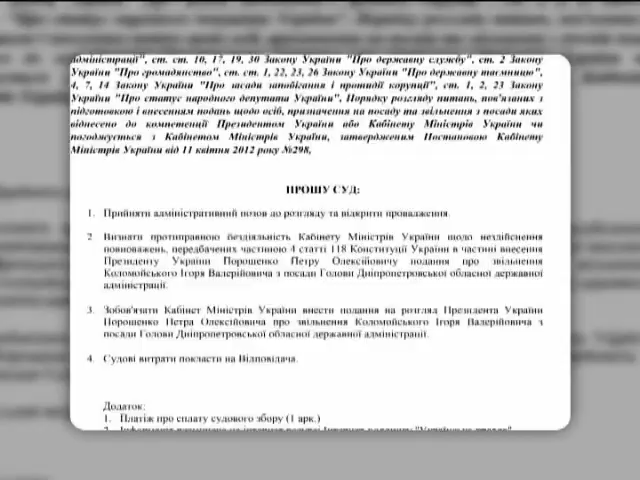 адміністрації", ст. ст. 10, 17, 19, 30 Закону України "Про державну службу", ст. 2 Закону
України "Про громадянство", ст. ст. 1, 22, 23, 26 Закону України "Про державну таємницю",
4, 7, 14 Закону України "Про засади запобігання і протидії корупції", ст. 1, 2, 23 Закону
України "Про статус народного депутата України", Порядку розгляду питань, пов'язаних з
підготовкою і внесенням подань щодо осіб, призначення на посаду та звільнення з посади яких
віднесено до компетенції Президентом України або Кабінету Міністрів України чи
погоджується з Кабінетом Міністрів України, затвердженим Постановою Кабінету
Міністрів України від 11 квітня 2012 року №298,
ПРОШУ СУД:
1. Прийняти адміністративний позов до розгляду та відкрити провадження.
2 Визнати протиправною бездіяльність Кабінету Міністрів України щодо нездійснення
повноважень, передбачених частиною 4 статті 118 Конституції України в частині внесення
Президенту України Порошенко Петру Олексійовичу подання про звільнення
Коломойського Ігоря Валерійовича з посади Голови Дніпропетровської обласної державної
адміністрації.
3. Зобов'язати Кабінет Міністрів України внести подання на розгляд Президента України
Порошенко Петра Олексійовича про звільнення Коломойського Ігоря Валерійовича з
посади Голови Дніпропетровської обласної державної адміністрації.
4. Судові витрати покласти на Відповідача.
Додаток:
1. Платіж про сплату судового збору (1 арк.)